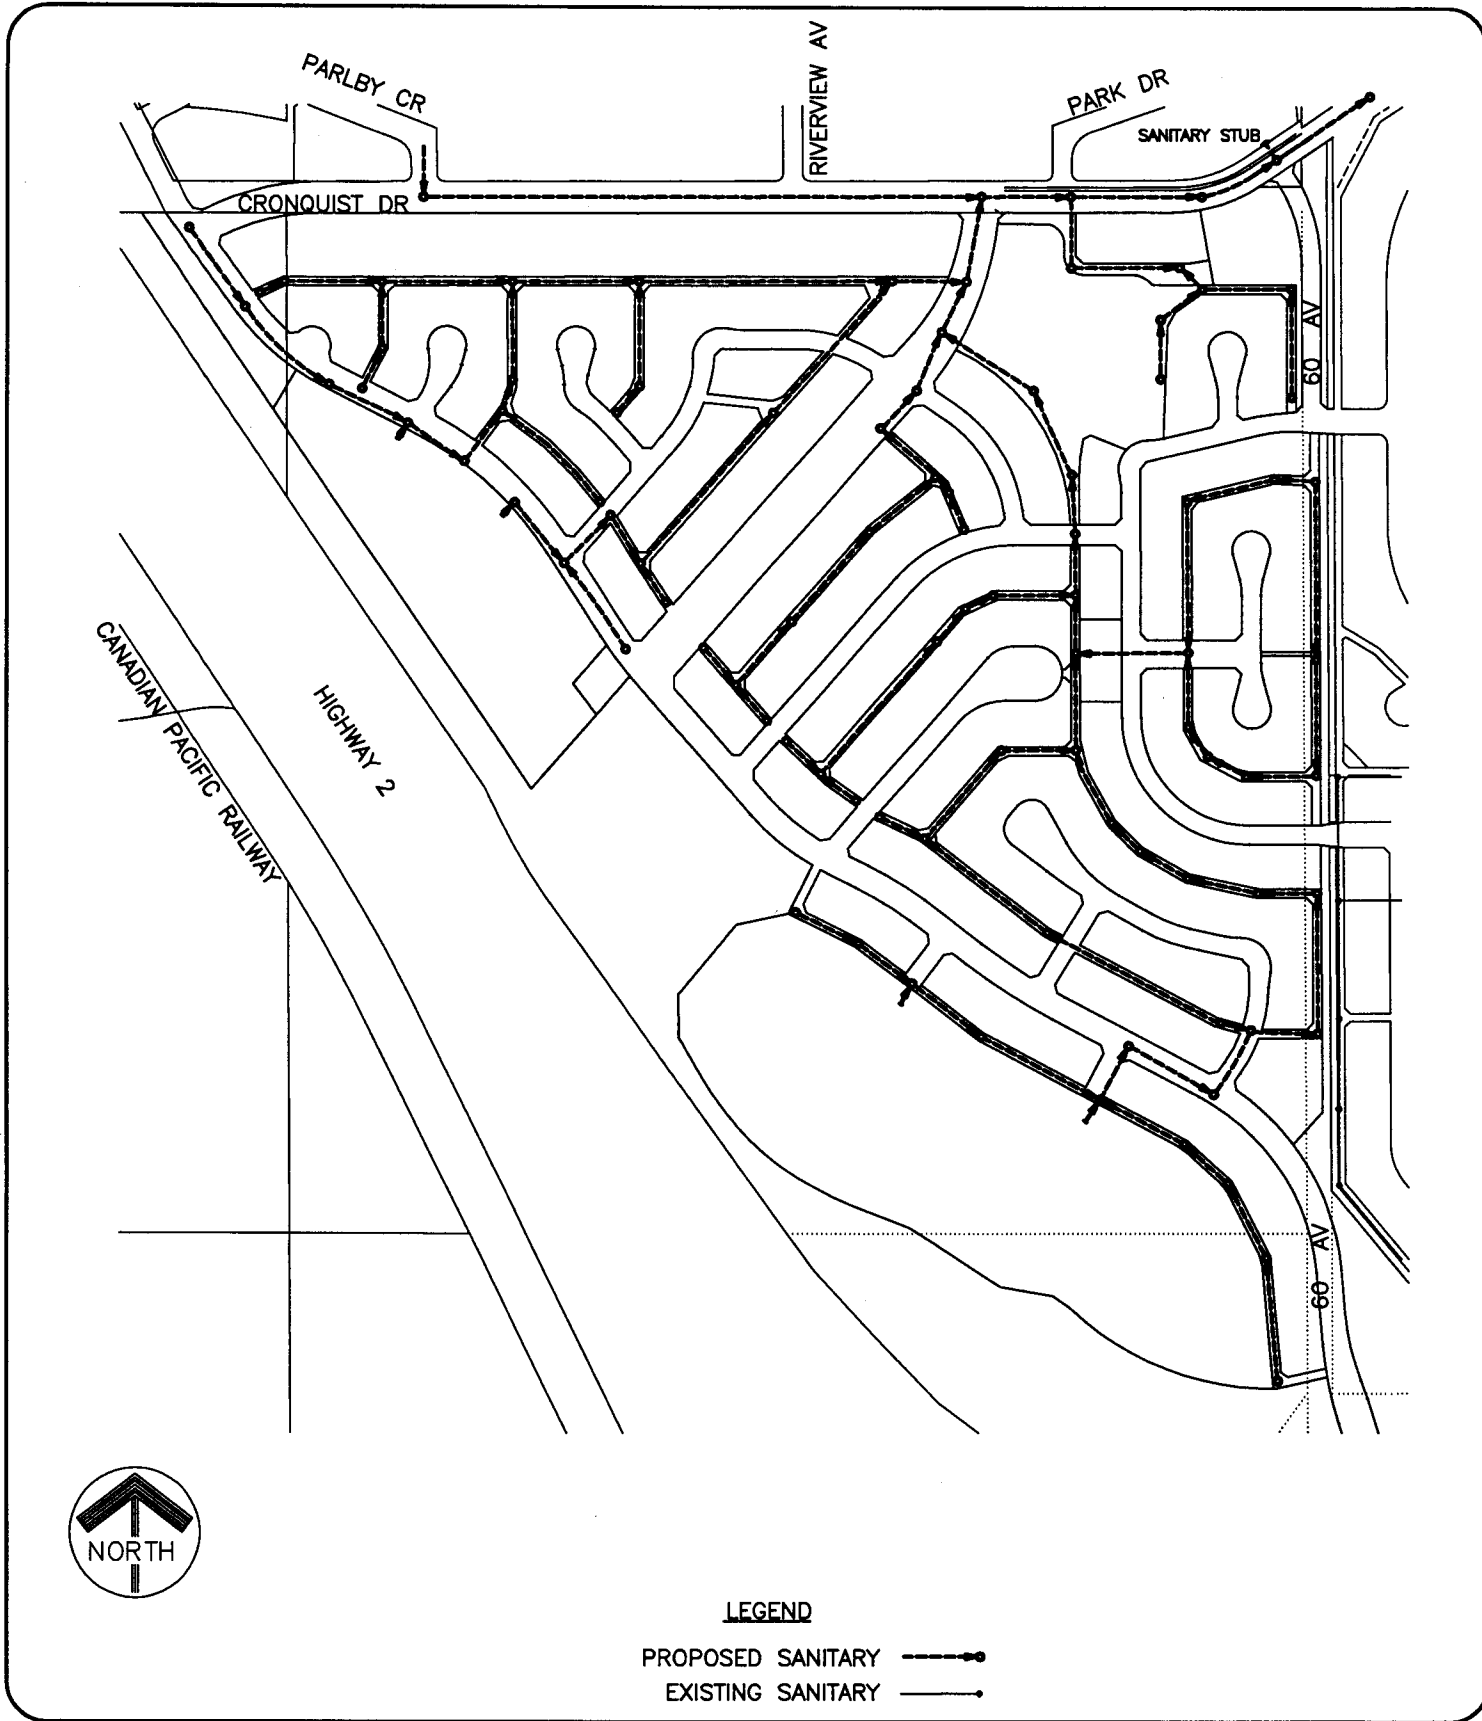 PARLBY CR
RIVERVIEW AV
PARK DR
SANITARY STUB
CRONQUIST DR
60 AV
CANADIAN PACIFIC RAILWAY
HIGHWAY 2
60 AV
NORTH
LEGEND
PROPOSED SANITARY
EXISTING SANITARY